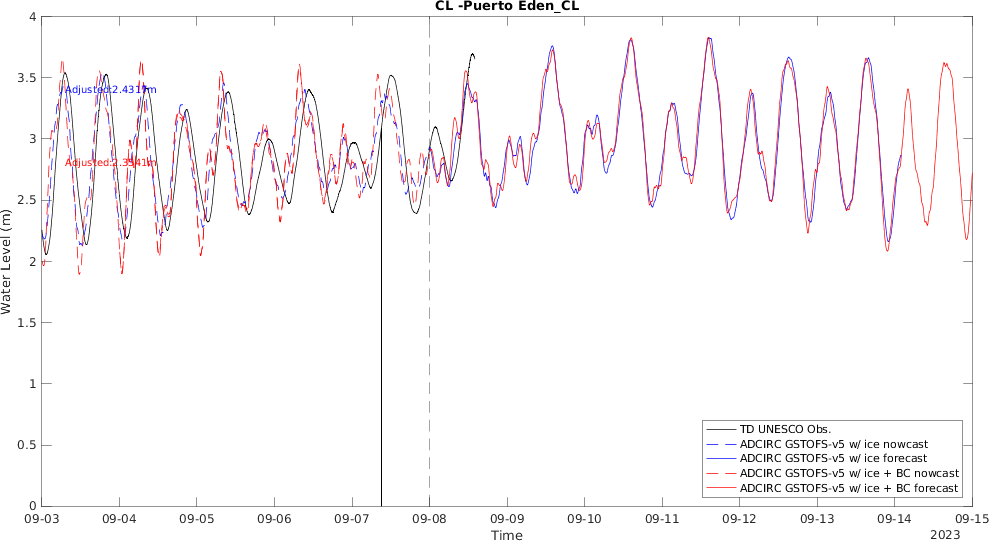 CL -Puerto Eden_CL
4
3.5
3
2.5
2
1.5
1
0.5
0
Water Level (m)
Adjusted:2.4319m
Adjusted:2.3541m
TD UNESCO Obs.
ADCIRC GSTOFS-v5 w/ ice nowcast
ADCIRC GSTOFS-v5 w/ ice forecast
ADCIRC GSTOFS-v5 w/ ice + BC nowcast
ADCIRC GSTOFS-v5 w/ ice + BC forecast
09-03 09-04 09-05 09-06 09-07 09-08 09-09 09-10 09-11 09-12 09-13 09-14 09-15
Time
2023